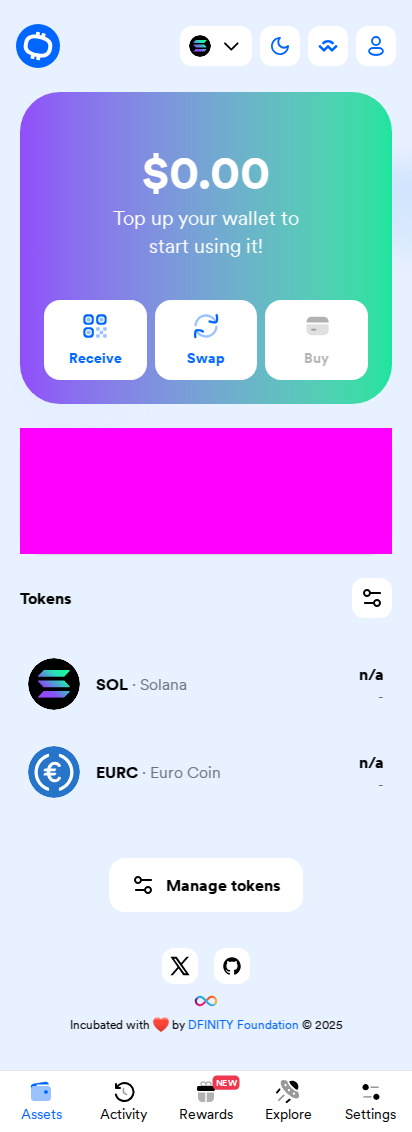 $0.00
Top up your wallet to
start using it!
Receive
Swap
Buy
Tokens
SOL · Solana
n/a
-
EURC · Euro Coin
n/a
-
Manage tokens
Incubated with ❤️ by DFINITY Foundation © 2025
NEW
Assets
Activity
Rewards
Explore
Settings